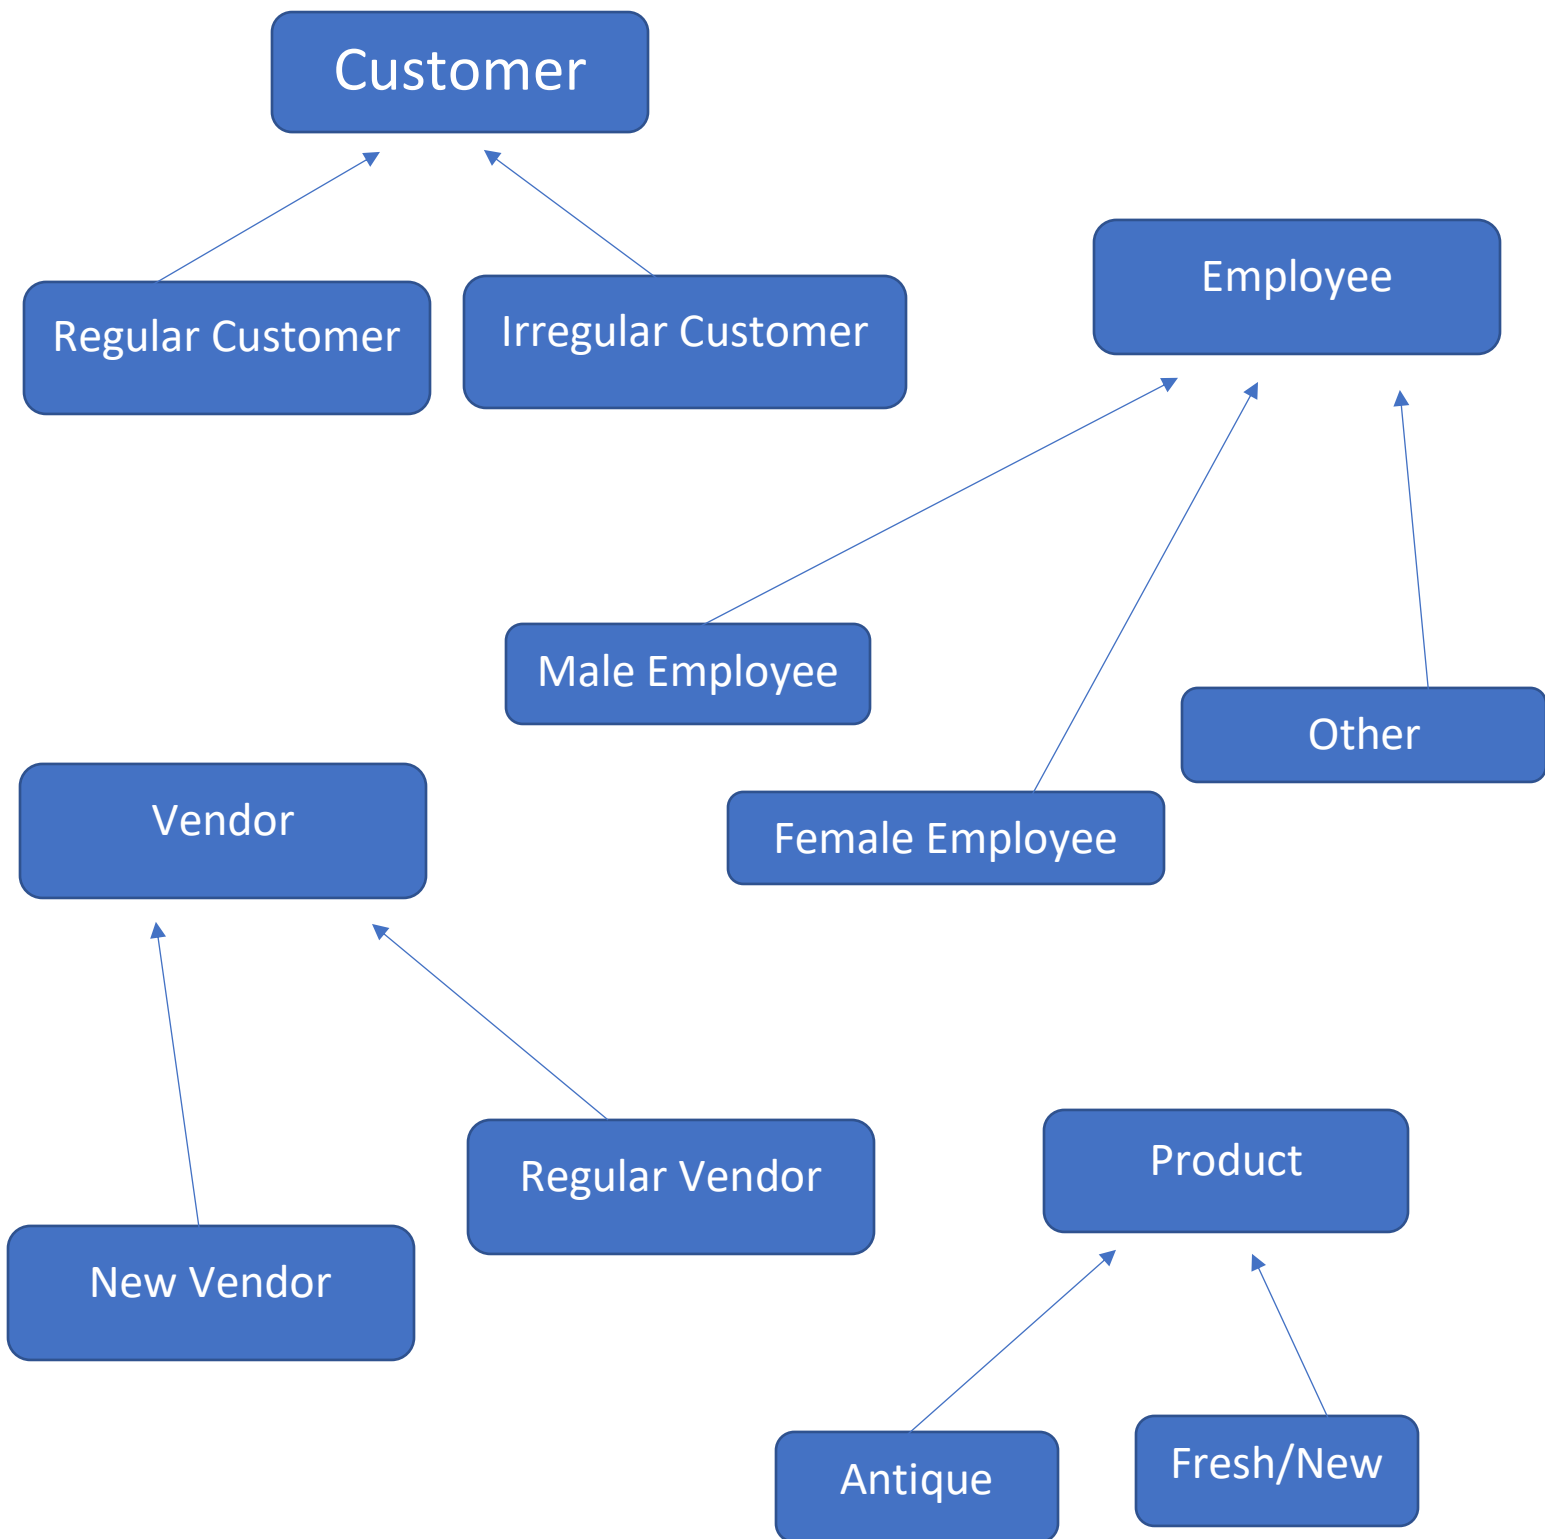 Customer
Regular Customer
Irregular Customer
Employee
Male Employee
Female Employee
Other
Vendor
New Vendor
Regular Vendor
Product
Antique
Fresh/New